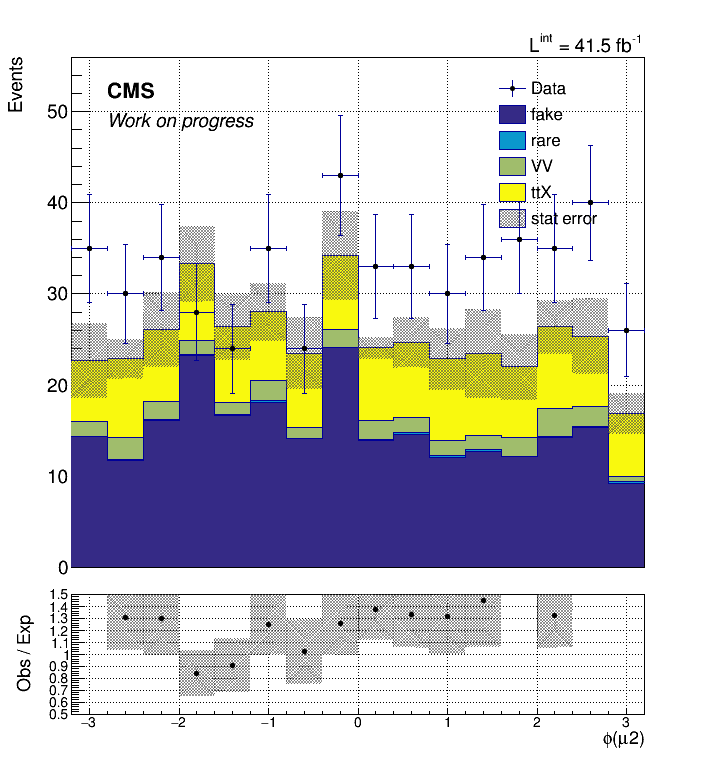 L^int = 41.5 fb^-1
Events
CMS
Work on progress
Data
fake
rare
VV
ttX
stat error
50
40
30
20
10
0
Obs / Exp
1.5
1.4
1.3
1.2
1.1
1
0.9
0.8
0.7
0.6
0.5
−3 −2 −1 0 1 2 3
ϕ(μ2)